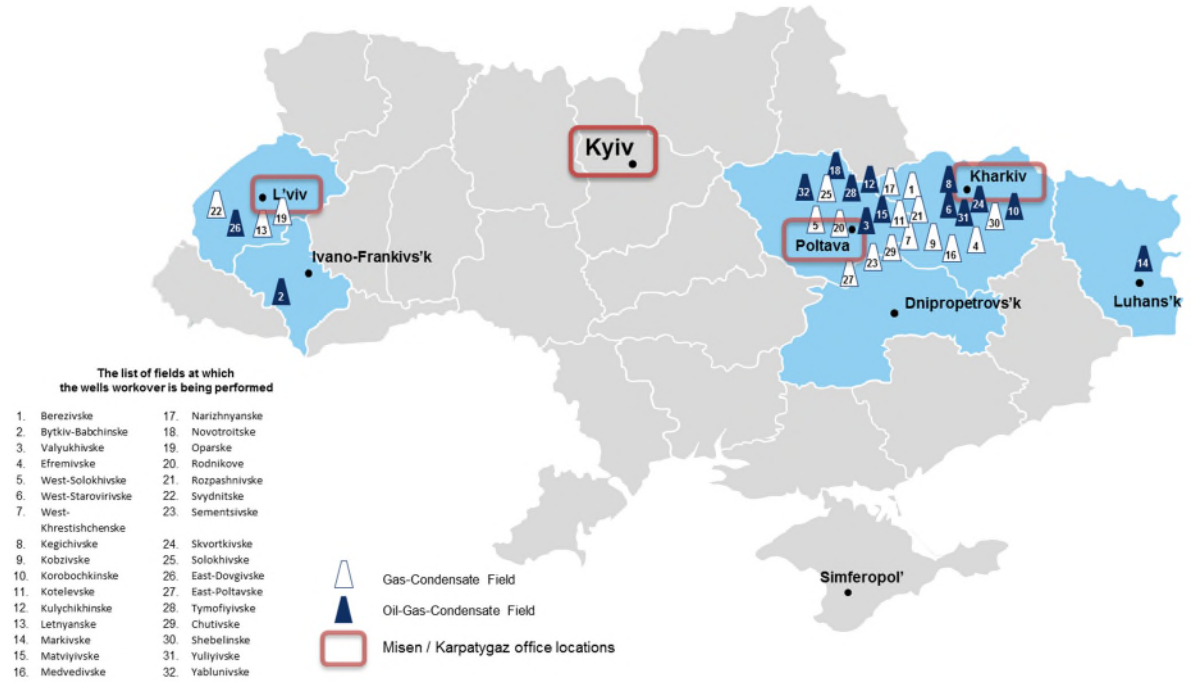 Kyiv
L'viv
Ivano-Frankivs'k
Kharkiv
Poltava
Dnipropetrovs'k
Luhans'k
Simferopol'
22
26
13
19
2
32
25
18
28
12
17
1
8
24
6
31
30
10
5
20
3
15
11
21
7
9
16
4
23
29
27
14
The list of fields at which
the wells workover is being performed
1. Berezivske
2. Bytkiv-Babchinske
3. Valyukhivske
4. Efremivske
5. West-Solokhivske
6. West-Starovirivske
7. West-
Khrestishchenske
8. Kegichivske
9. Kobzivske
10. Korobochkinske
11. Kotelevske
12. Kulychikhinske
13. Letnyanske
14. Markivske
15. Matviyivske
16. Medvedivske
17. Narizhnyanske
18. Novotroitske
19. Oparske
20. Rodnikove
21. Rozpashnivske
22. Svydnitske
23. Sementsivske
24. Skvortkivske
25. Solokhivske
26. East-Dovgivske
27. East-Poltavske
28. Tymofiyivske
29. Chutivske
30. Shebelinske
31. Yuliyivske
32. Yablunivske
Gas-Condensate Field
Oil-Gas-Condensate Field
Misen / Karpatygaz office locations